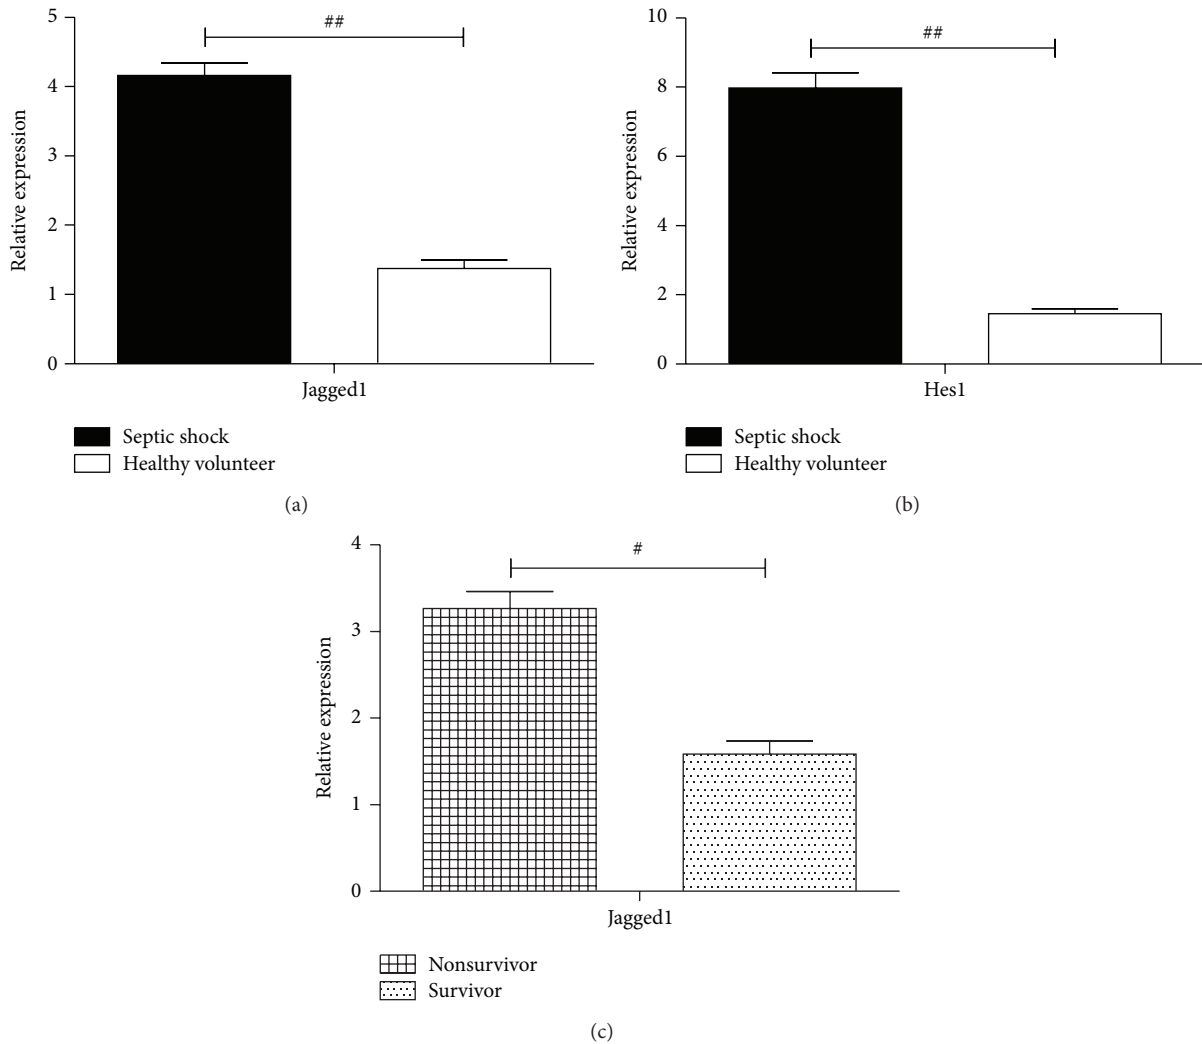 5
4
3
2
1
0
Relative expression
##
Jagged1
Septic shock
Healthy volunteer
(a)
10
8
6
4
2
0
Relative expression
##
Hes1
Septic shock
Healthy volunteer
(b)
4
3
2
1
0
Relative expression
#
Jagged1
Nonsurvivor
Survivor
(c)